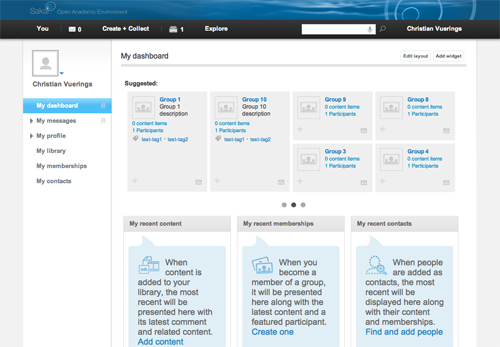 Sakai Open Academic Environment
You 0 Create + Collect 1 Explore Christian Vuerings
Christian Vuerings
My dashboard
My messages
My profile
My library
My memberships
My contacts
My dashboard
Edit layout Add widget
Suggested:
Group 1
Group 1
description
0 content items
1 Participants
test-tag1 • test-tag2
Group 10
Group 10
description
0 content items
1 Participants
test-tag1 • test-tag2
Group 9
0 content items
1 Participants
Group 8
0 content items
1 Participants
Group 3
0 content items
1 Participants
Group 4
0 content items
1 Participants
My recent content
When
content is
added to your
library, the most
recent will be
presented here with
its latest comment
and related content.
Add content
My recent memberships
When you
become a
member of a group,
it will be presented
here along with the
latest content and a
featured participant.
Create one
My recent contacts
When people
are added as
contacts, the most
recent will be
displayed here along
with their content
and memberships.
Find and add people